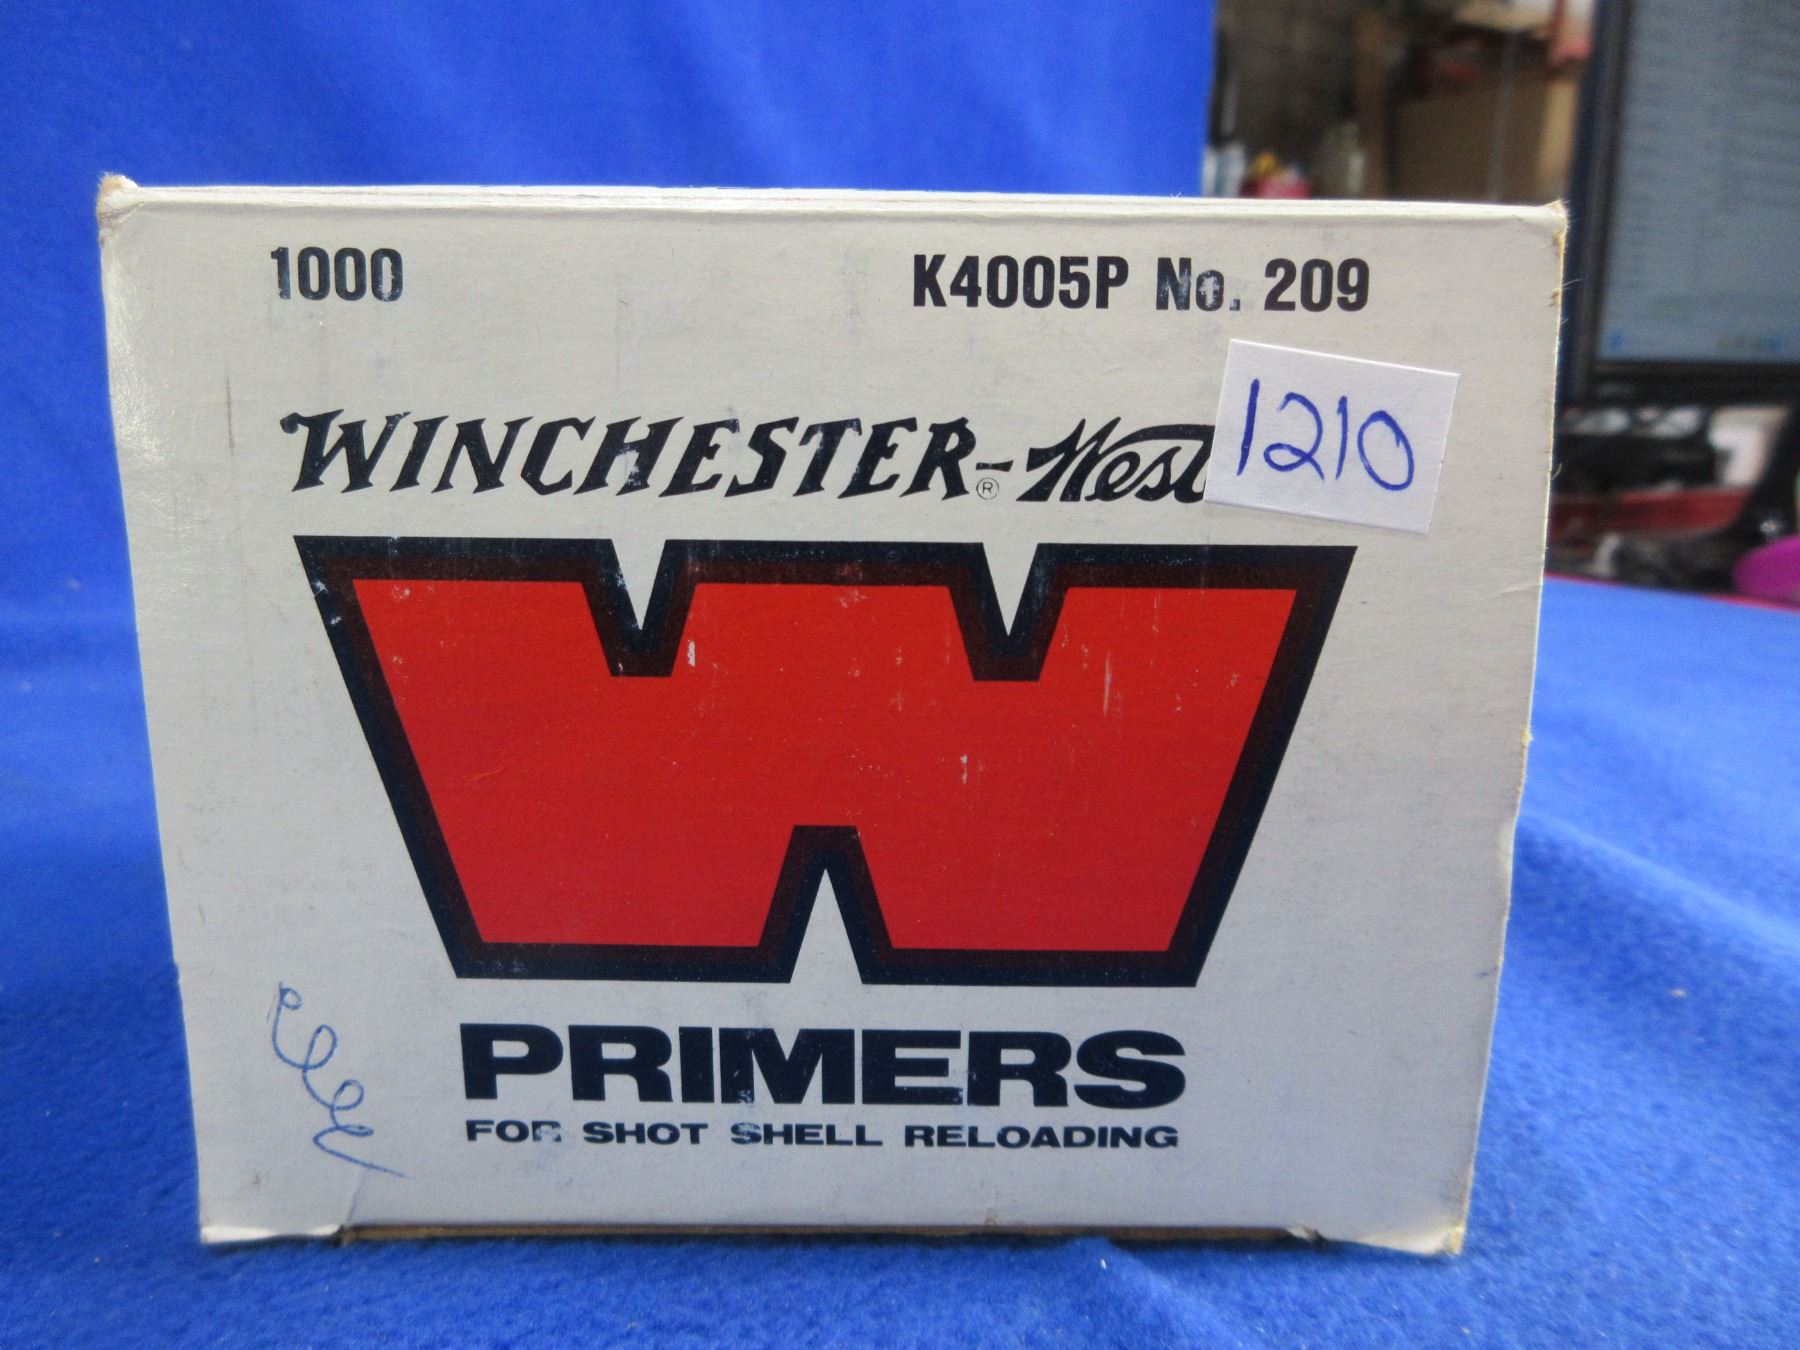 1000 K4005P No. 209
WINCHESTER®-West
1210
W
PRIMERS
FOR SHOT SHELL RELOADING